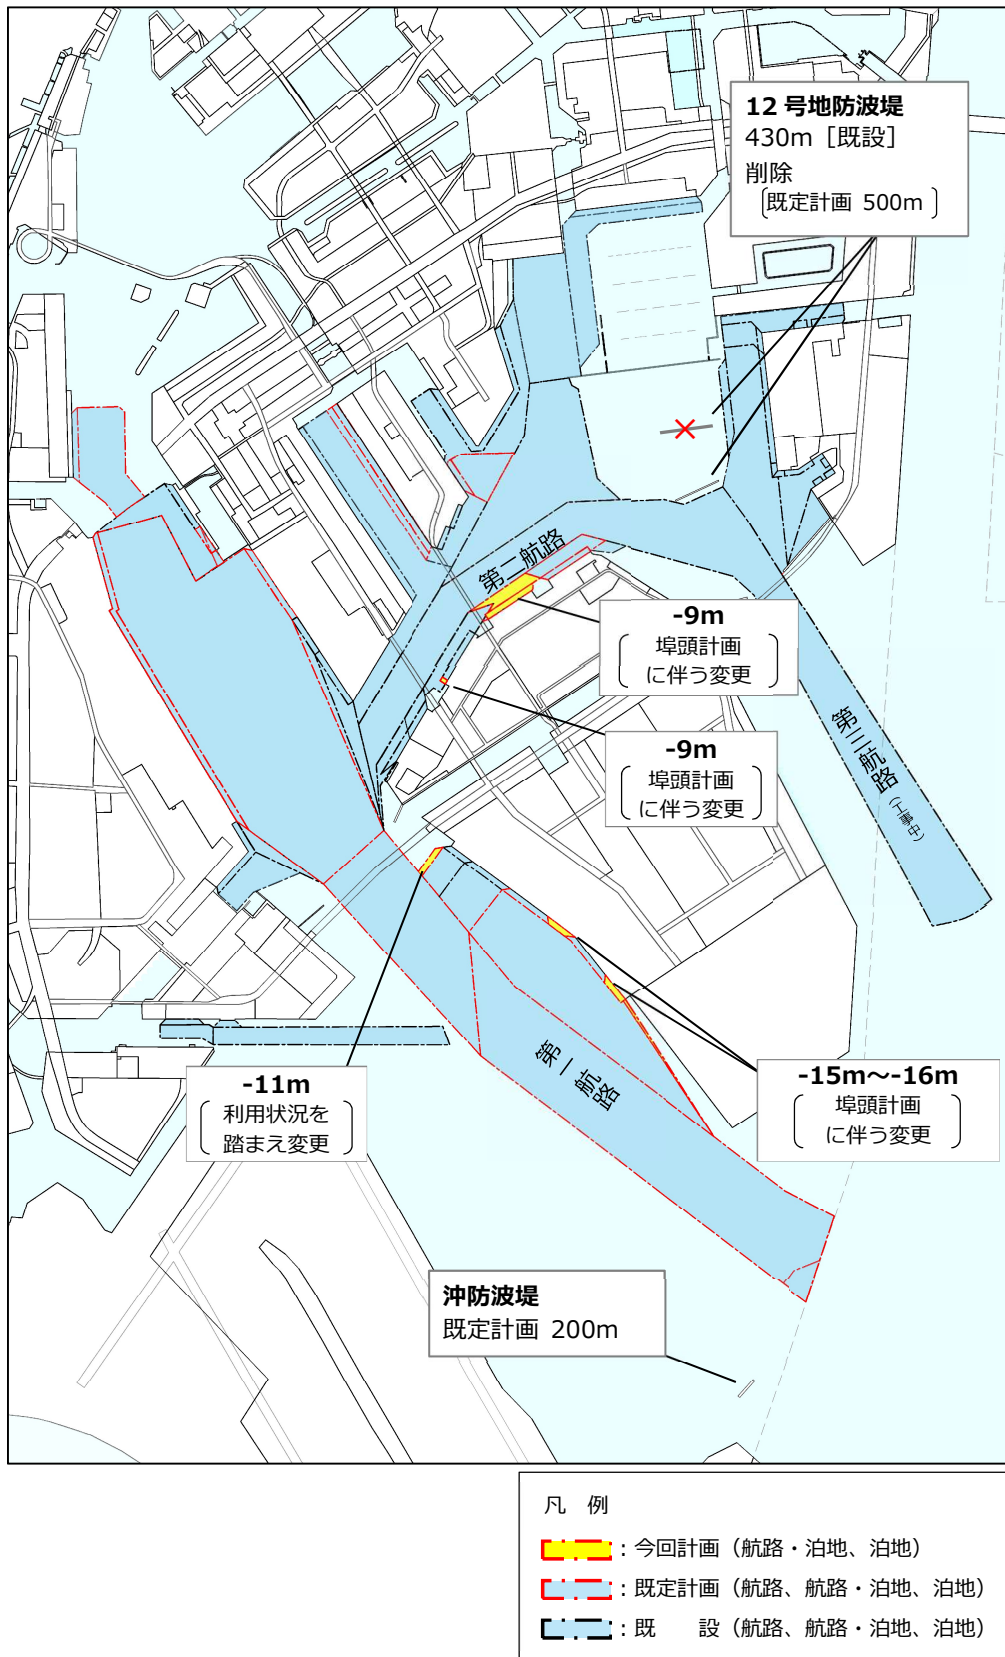 12 号地防波堤
430m［既設］
削除
〔既定計画 500m〕
第二航路
-9m
〔埠頭計画
に伴う変更〕
-9m
〔埠頭計画
に伴う変更〕
第三航路
（工事中）
第一航路
-11m
〔利用状況を
踏まえ変更〕
-15m～-16m
〔埠頭計画
に伴う変更〕
沖防波堤
既定計画 200m
凡 例
：今回計画（航路・泊地、泊地）
：既定計画（航路、航路・泊地、泊地）
：既 設（航路、航路・泊地、泊地）